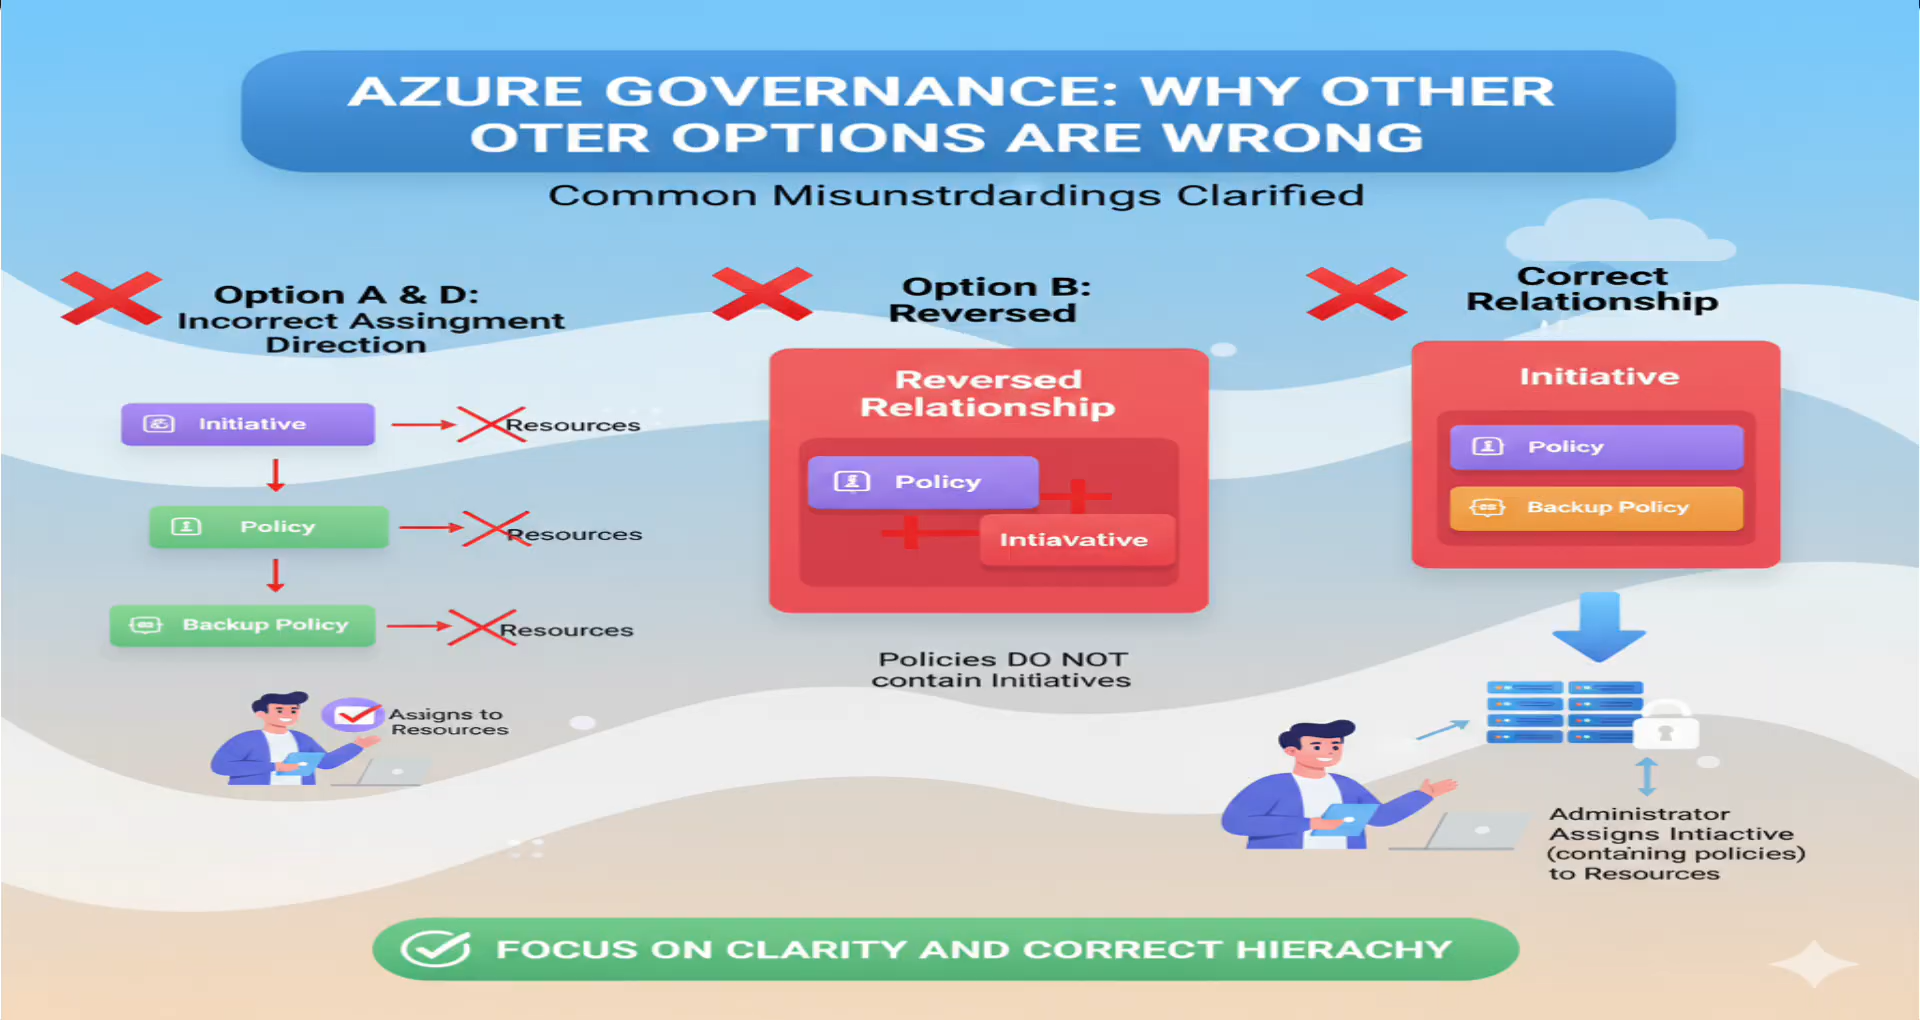 AZURE GOVERNANCE: WHY OTHER
OTER OPTIONS ARE WRONG
Common Misunstrdardings Clarified
Option A & D:
Incorrect Assingment
Direction
Initiative
Resources
Policy
Resources
Backup Policy
Resources
Assigns to
Resources
Option B:
Reversed
Reversed
Relationship
Policy
Intiavative
Policies DO NOT
contain Initiatives
Correct
Relationship
Initiative
Policy
Backup Policy
Administrator
Assigns Intiactive
(containing policies)
to Resources
FOCUS ON CLARITY AND CORRECT HIERACHY